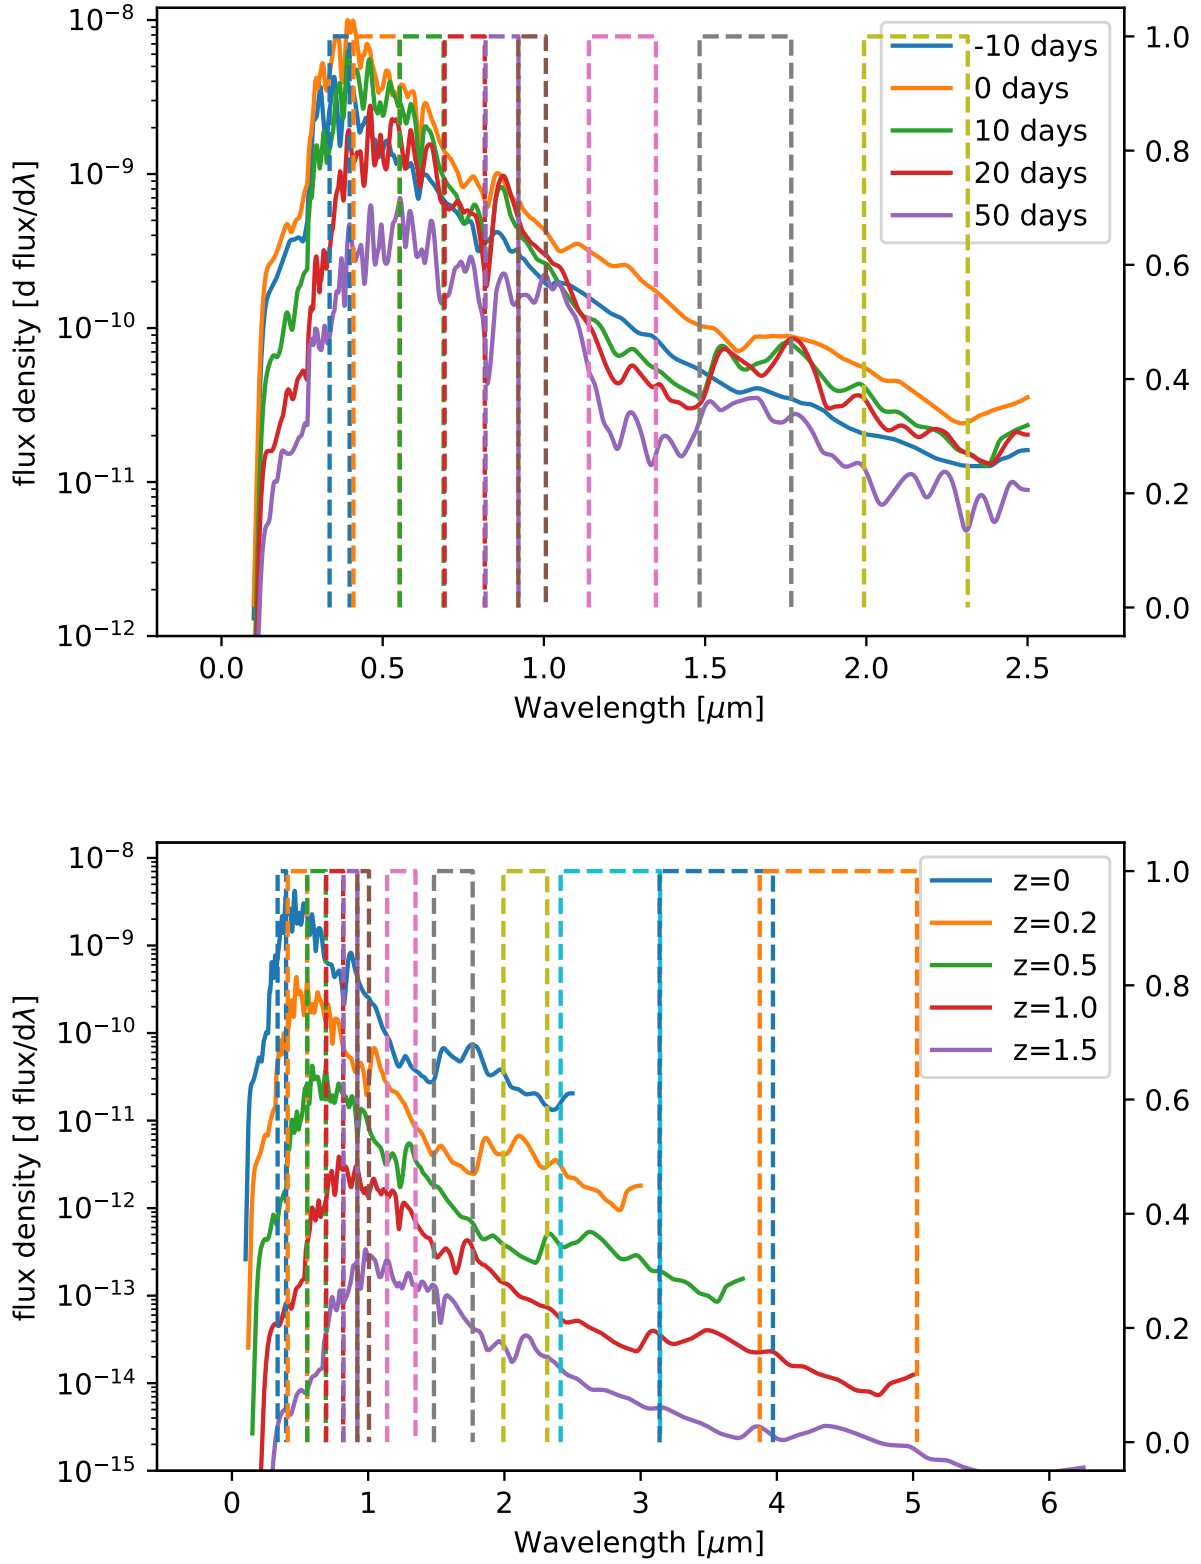 10⁻⁸
10⁻⁹
10⁻¹⁰
10⁻¹¹
10⁻¹²
flux density [d flux/dλ]
-10 days
0 days
10 days
20 days
50 days
1.0
0.8
0.6
0.4
0.2
0.0
0.0 0.5 1.0 1.5 2.0 2.5
Wavelength [μm]
10⁻⁸
10⁻⁹
10⁻¹⁰
10⁻¹¹
10⁻¹²
10⁻¹³
10⁻¹⁴
10⁻¹⁵
flux density [d flux/dλ]
z=0
z=0.2
z=0.5
z=1.0
z=1.5
1.0
0.8
0.6
0.4
0.2
0.0
0 1 2 3 4 5 6
Wavelength [μm]